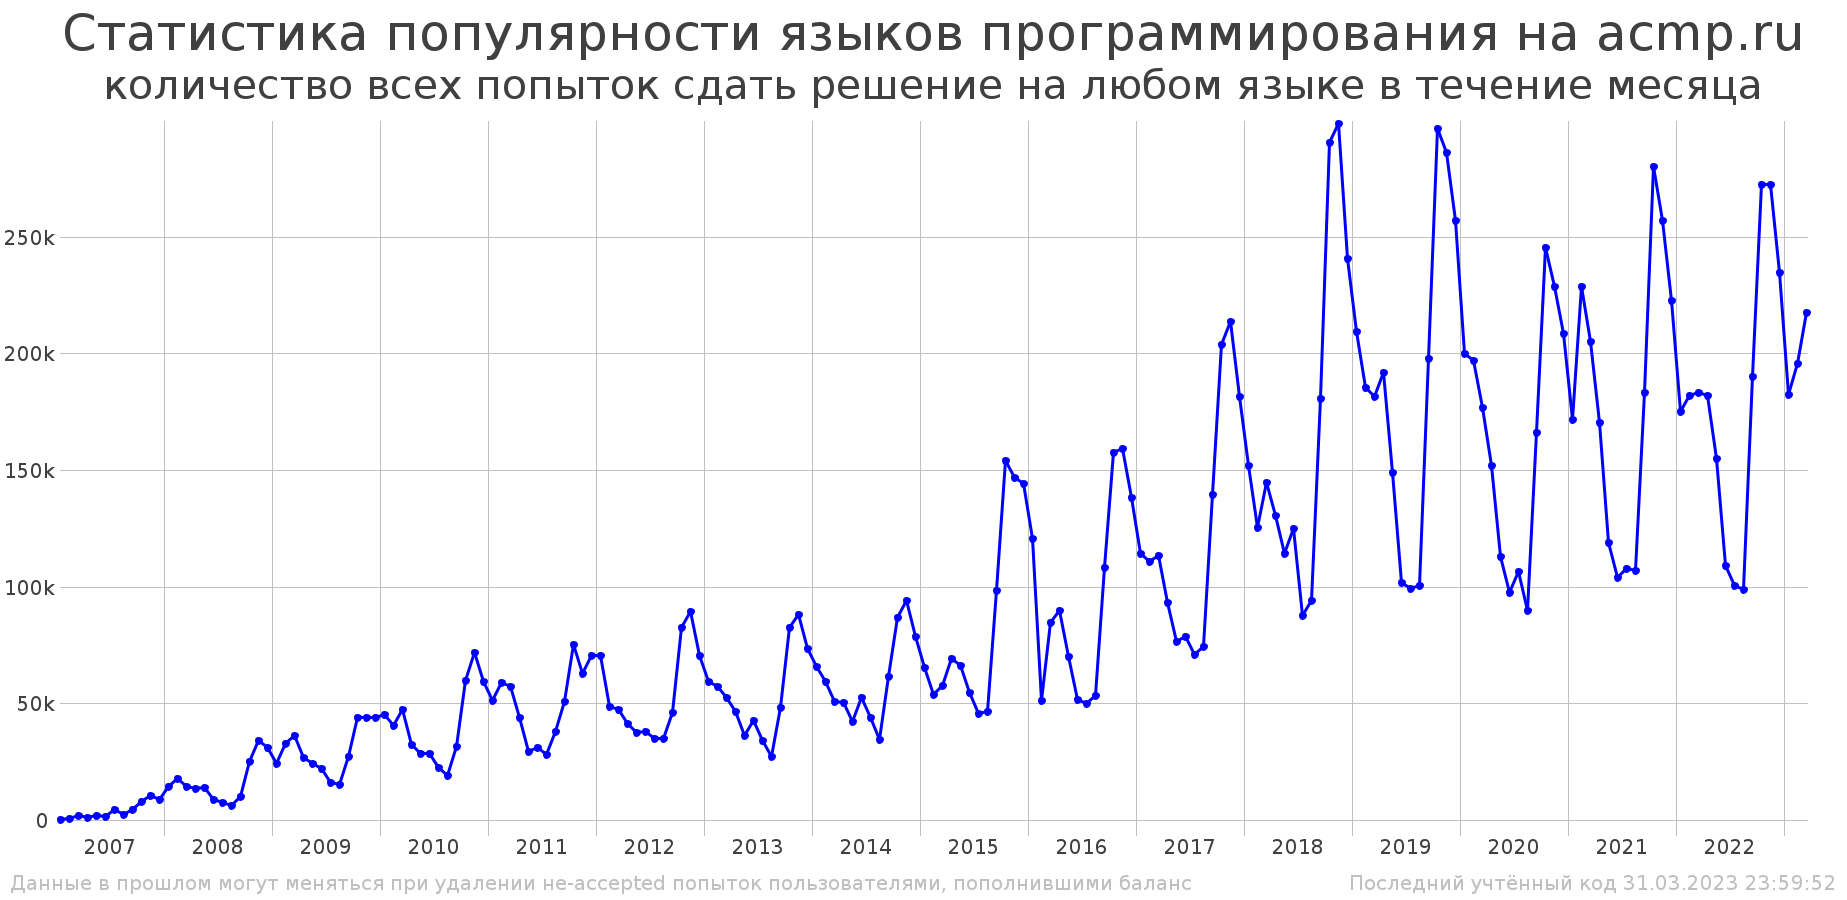 Статистика популярности языков программирования на acmp.ru
количество всех попыток сдать решение на любом языке в течение месяца
250k
200k
150k
100k
50k
0
2007 2008 2009 2010 2011 2012 2013 2014 2015 2016 2017 2018 2019 2020 2021 2022
Данные в прошлом могут меняться при удалении не-accepted попыток пользователями, пополнившими баланс
Последний учтённый код 31.03.2023 23:59:52